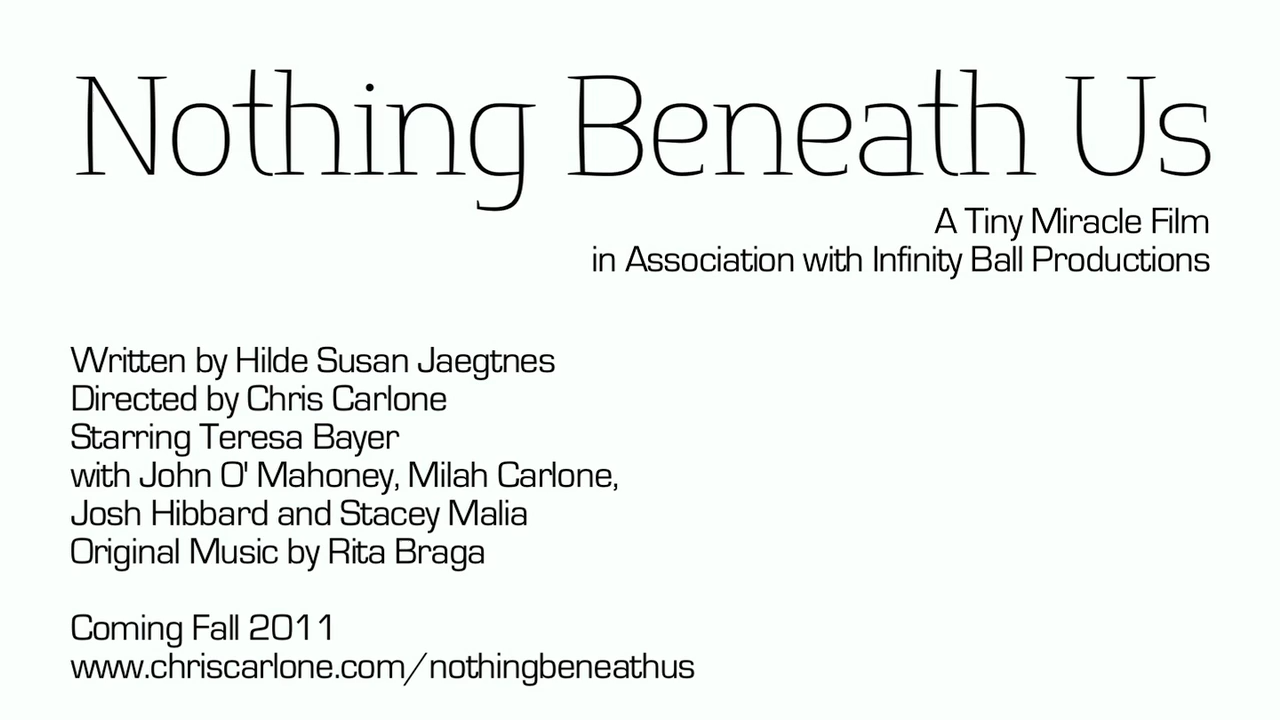 Nothing Beneath Us
A Tiny Miracle Film
in Association with Infinity Ball Productions
Written by Hilde Susan Jaegtnes
Directed by Chris Carlone
Starring Teresa Bayer
with John O' Mahoney, Milah Carlone,
Josh Hibbard and Stacey Malia
Original Music by Rita Braga
Coming Fall 2011
www.chriscarlone.com/nothingbeneathus